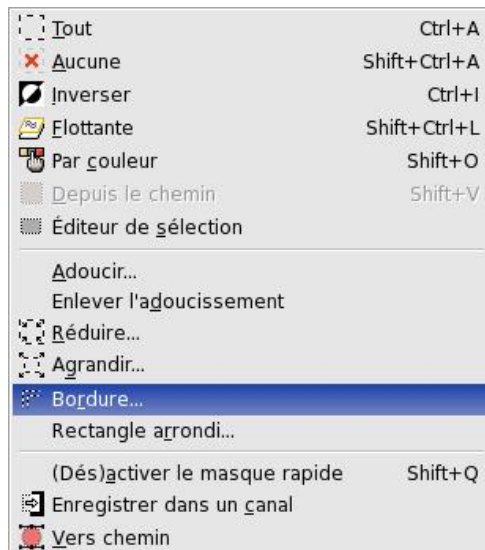 Tout Ctrl+A
Aucune Shift+Ctrl+A
Inverser Ctrl+I
Flottante Shift+Ctrl+L
Par couleur Shift+O
Depuis le chemin Shift+V
Éditeur de sélection
Adoucir...
Enlever l'adoucissement
Réduire...
Agrandir...
Bordure...
Rectangle arrondi...
(Dés)activer le masque rapide Shift+Q
Enregistrer dans un canal
Vers chemin